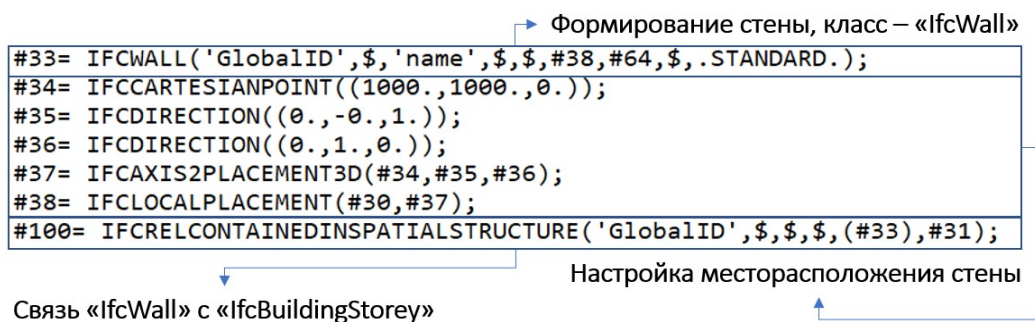 Формирование стены, класс – «IfcWall»
#33= IFCWALL('GlobalID',$,'name',$,$,#38,#64,$,.STANDARD.);
#34= IFCCARTESIANPOINT((1000.,1000.,0.));
#35= IFCDIRECTION((0.,-0.,1.));
#36= IFCDIRECTION((0.,1.,0.));
#37= IFCAXIS2PLACEMENT3D(#34,#35,#36);
#38= IFCLOCALPLACEMENT(#30,#37);
#100= IFCRELCONTAINEDINSPATIALSTRUCTURE('GlobalID',$,$,$,(#33),#31);
Настройка месторасположения стены
Связь «IfcWall» с «IfcBuildingStorey»